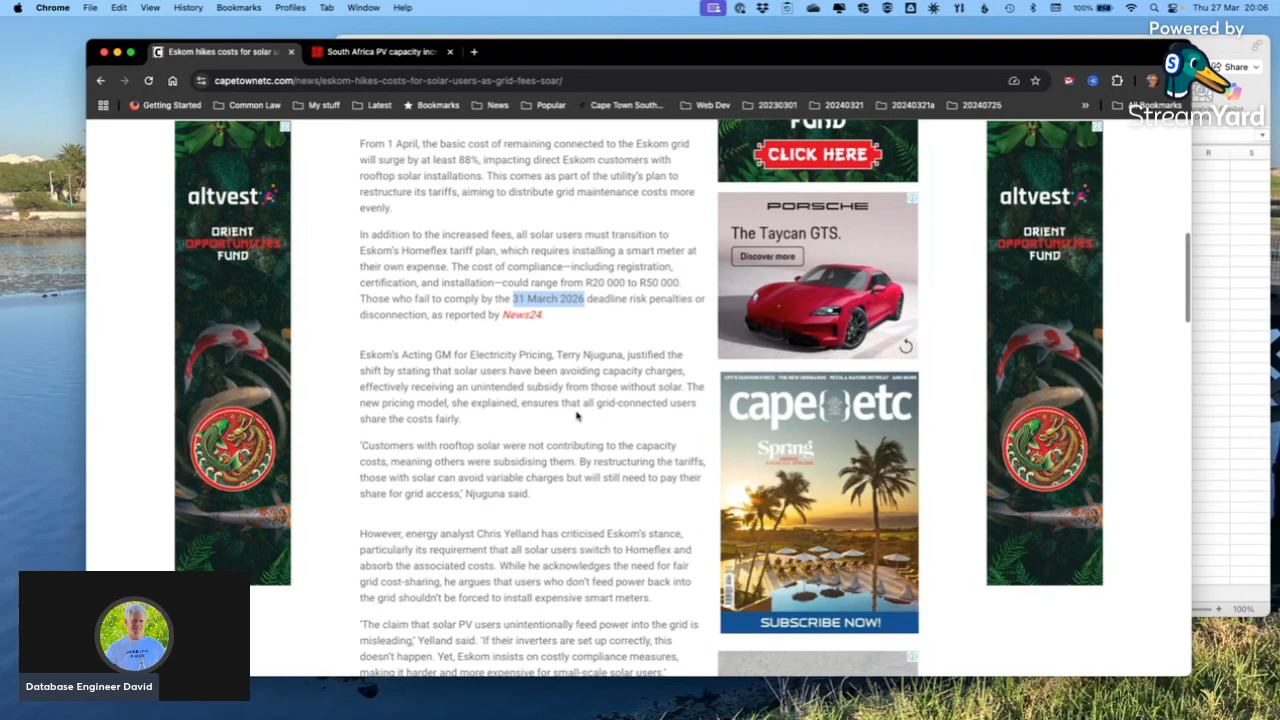 Chrome File Edit View History Bookmarks Profiles Tab Window Help
100% Thu 27 Mar 20:06
Powered by
StreamYard
Eskom hikes costs for solar u
South Africa PV capacity inc
Share
capetownetc.com/news/eskom-hikes-costs-for-solar-users-as-grid-fees-soar/
Getting Started Common Law My stuff Latest Bookmarks News Popular Cape Town South... Web Dev 20230301 20240321 20240321a 20240725 » All Bookmarks
R S
From 1 April, the basic cost of remaining connected to the Eskom grid
will surge by at least 88%, impacting direct Eskom customers with
rooftop solar installations. This comes as part of the utility's plan to
restructure its tariffs, aiming to distribute grid maintenance costs more
evenly.
In addition to the increased fees, all solar users must transition to
Eskom's Homeflex tariff plan, which requires installing a smart meter at
their own expense. The cost of compliance—including registration,
certification, and installation—could range from R20 000 to R50 000.
Those who fail to comply by the 31 March 2026 deadline risk penalties or
disconnection, as reported by News24.
Eskom's Acting GM for Electricity Pricing, Terry Njuguna, justified the
shift by stating that solar users have been avoiding capacity charges,
effectively receiving an unintended subsidy from those without solar. The
new pricing model, she explained, ensures that all grid-connected users
share the costs fairly.
'Customers with rooftop solar were not contributing to the capacity
costs, meaning others were subsidising them. By restructuring the tariffs,
those with solar can avoid variable charges but will still need to pay their
share for grid access,' Njuguna said.
However, energy analyst Chris Yelland has criticised Eskom's stance,
particularly its requirement that all solar users switch to Homeflex and
absorb the associated costs. While he acknowledges the need for fair
grid cost-sharing, he argues that users who don't feed power back into
the grid shouldn't be forced to install expensive smart meters.
'The claim that solar PV users unintentionally feed power into the grid is
misleading,' Yelland said. 'If their inverters are set up correctly, this
doesn't happen. Yet, Eskom insists on costly compliance measures,
making it harder and more expensive for small-scale solar users.'
altvest
ORIENT
OPPORTUNITIES
FUND
FUND
CLICK HERE
PORSCHE
The Taycan GTS.
Discover more
cape etc
Spring
SUBSCRIBE NOW!
altvest
ORIENT
OPPORTUNITIES
FUND
100%
Database Engineer David